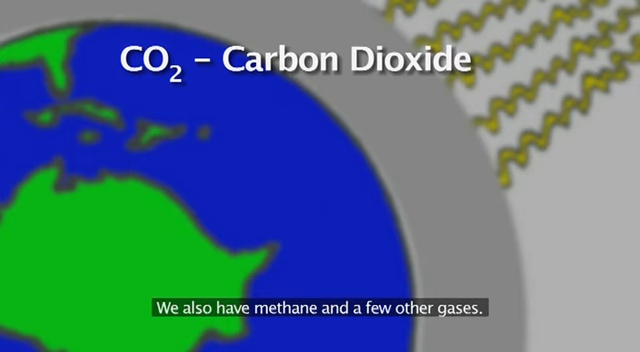 CO₂ – Carbon Dioxide
We also have methane and a few other gases.